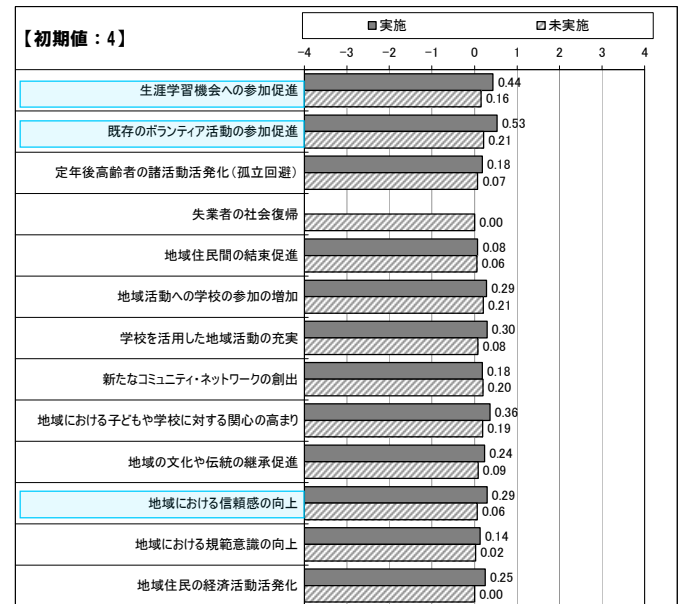 【初期値：4】
■実施 未実施
-4 -3 -2 -1 0 1 2 3 4
生涯学習機会への参加促進 0.44
0.16
既存のボランティア活動の参加促進 0.53
0.21
定年後高齢者の諸活動活発化（孤立回避） 0.18
0.07
失業者の社会復帰 0.00
地域住民間の結束促進 0.08
0.06
地域活動への学校の参加の増加 0.29
0.21
学校を活用した地域活動の充実 0.30
0.08
新たなコミュニティ・ネットワークの創出 0.18
0.20
地域における子どもや学校に対する関心の高まり 0.36
0.19
地域の文化や伝統の継承促進 0.24
0.09
地域における信頼感の向上 0.29
0.06
地域における規範意識の向上 0.14
0.02
地域住民の経済活動活発化 0.25
0.00